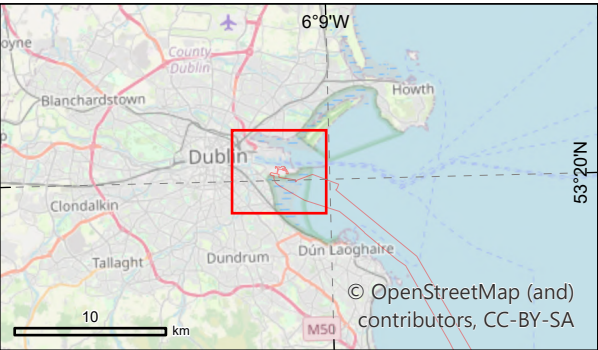 6°9'W
oyne
County
Dublin
Howth
Blanchardstown
Dublin
53°20'N
Clondalkin
Dún Laoghaire
Tallaght
Dundrum
© OpenStreetMap (and)
contributors, CC-BY-SA
10
km
M50